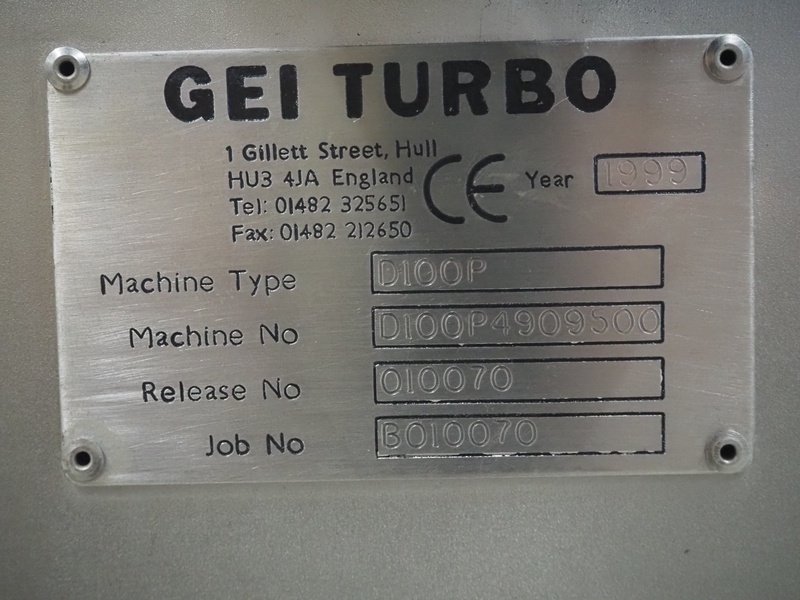 GEI TURBO
1 Gillett Street, Hull
HU3 4JA England
Tel: 01482 325651
Fax: 01482 212650
CE Year 1999
Machine Type D100P
Machine No D100P4909500
Release No 010070
Job No B010070